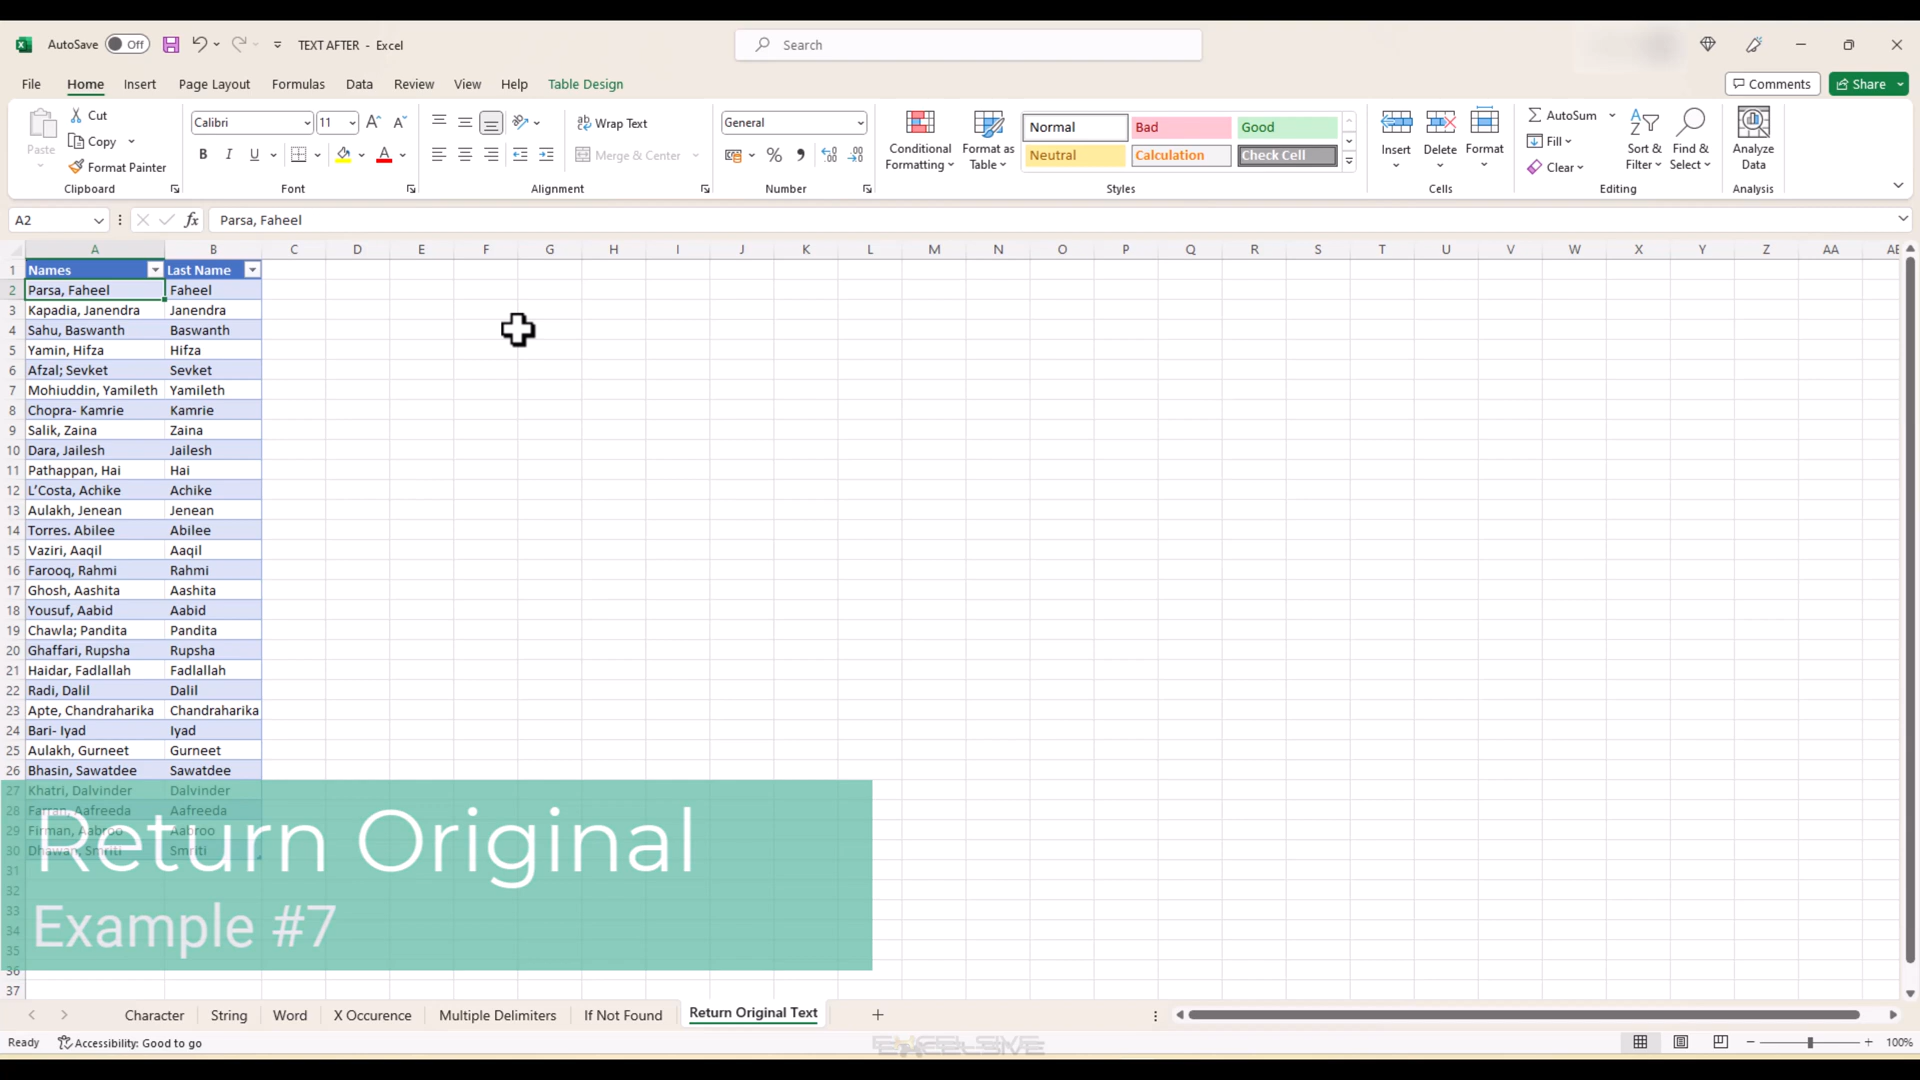 AutoSave Off TEXT AFTER - Excel Search
File Home Insert Page Layout Formulas Data Review View Help Table Design Comments Share
Paste Cut Copy Format Painter Clipboard
Calibri 11 B I U A Font
Wrap Text Merge & Center Alignment
General % Number
Conditional Formatting Format as Table
Normal Bad Good
Neutral Calculation Check Cell
Styles
Insert Delete Format Cells
AutoSum Fill Clear Sort & Filter Find & Select Editing
Analyze Data Analysis
A2 fx Parsa, Faheel
A B C D E F G H I J K L M N O P Q R S T U V W X Y Z AA AE
1 Names Last Name
2 Parsa, Faheel Faheel
3 Kapadia, Janendra Janendra
4 Sahu, Baswanth Baswanth
5 Yamin, Hifza Hifza
6 Afzal; Sevket Sevket
7 Mohiuddin, Yamileth Yamileth
8 Chopra- Kamrie Kamrie
9 Salik, Zaina Zaina
10 Dara, Jailesh Jailesh
11 Pathappan, Hai Hai
12 L’Costa, Achike Achike
13 Aulakh, Jenean Jenean
14 Torres. Abilee Abilee
15 Vaziri, Aaqil Aaqil
16 Farooq, Rahmi Rahmi
17 Ghosh, Aashita Aashita
18 Yousuf, Aabid Aabid
19 Chawla; Pandita Pandita
20 Ghaffari, Rupsha Rupsha
21 Haidar, Fadlallah Fadlallah
22 Radi, Dalil Dalil
23 Apte, Chandraharika Chandraharika
24 Bari- Iyad Iyad
25 Aulakh, Gurneet Gurneet
26 Bhasin, Sawatdee Sawatdee
27 Khatri, Dalvinder Dalvinder
28 Farran, Aafreeda Aafreeda
29 Firman, Aabroo Aabroo
30 Dhawan, Smriti Smriti
31
32
33
34
35
36
37
Return Original
Example #7
Character String Word X Occurence Multiple Delimiters If Not Found Return Original Text
Ready Accessibility: Good to go EXCELSIVE 100%